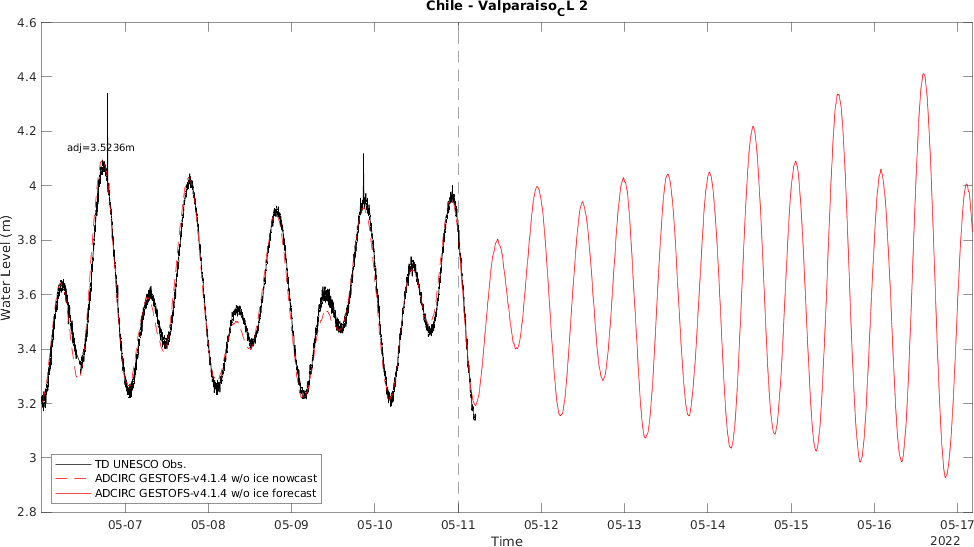 Chile - Valparaiso_CL 2
4.6
4.4
4.2
4
3.8
3.6
3.4
3.2
3
2.8
Water Level (m)
adj=3.5236m
TD UNESCO Obs.
ADCIRC GESTOFS-v4.1.4 w/o ice nowcast
ADCIRC GESTOFS-v4.1.4 w/o ice forecast
05-07 05-08 05-09 05-10 05-11 05-12 05-13 05-14 05-15 05-16 05-17
Time
2022